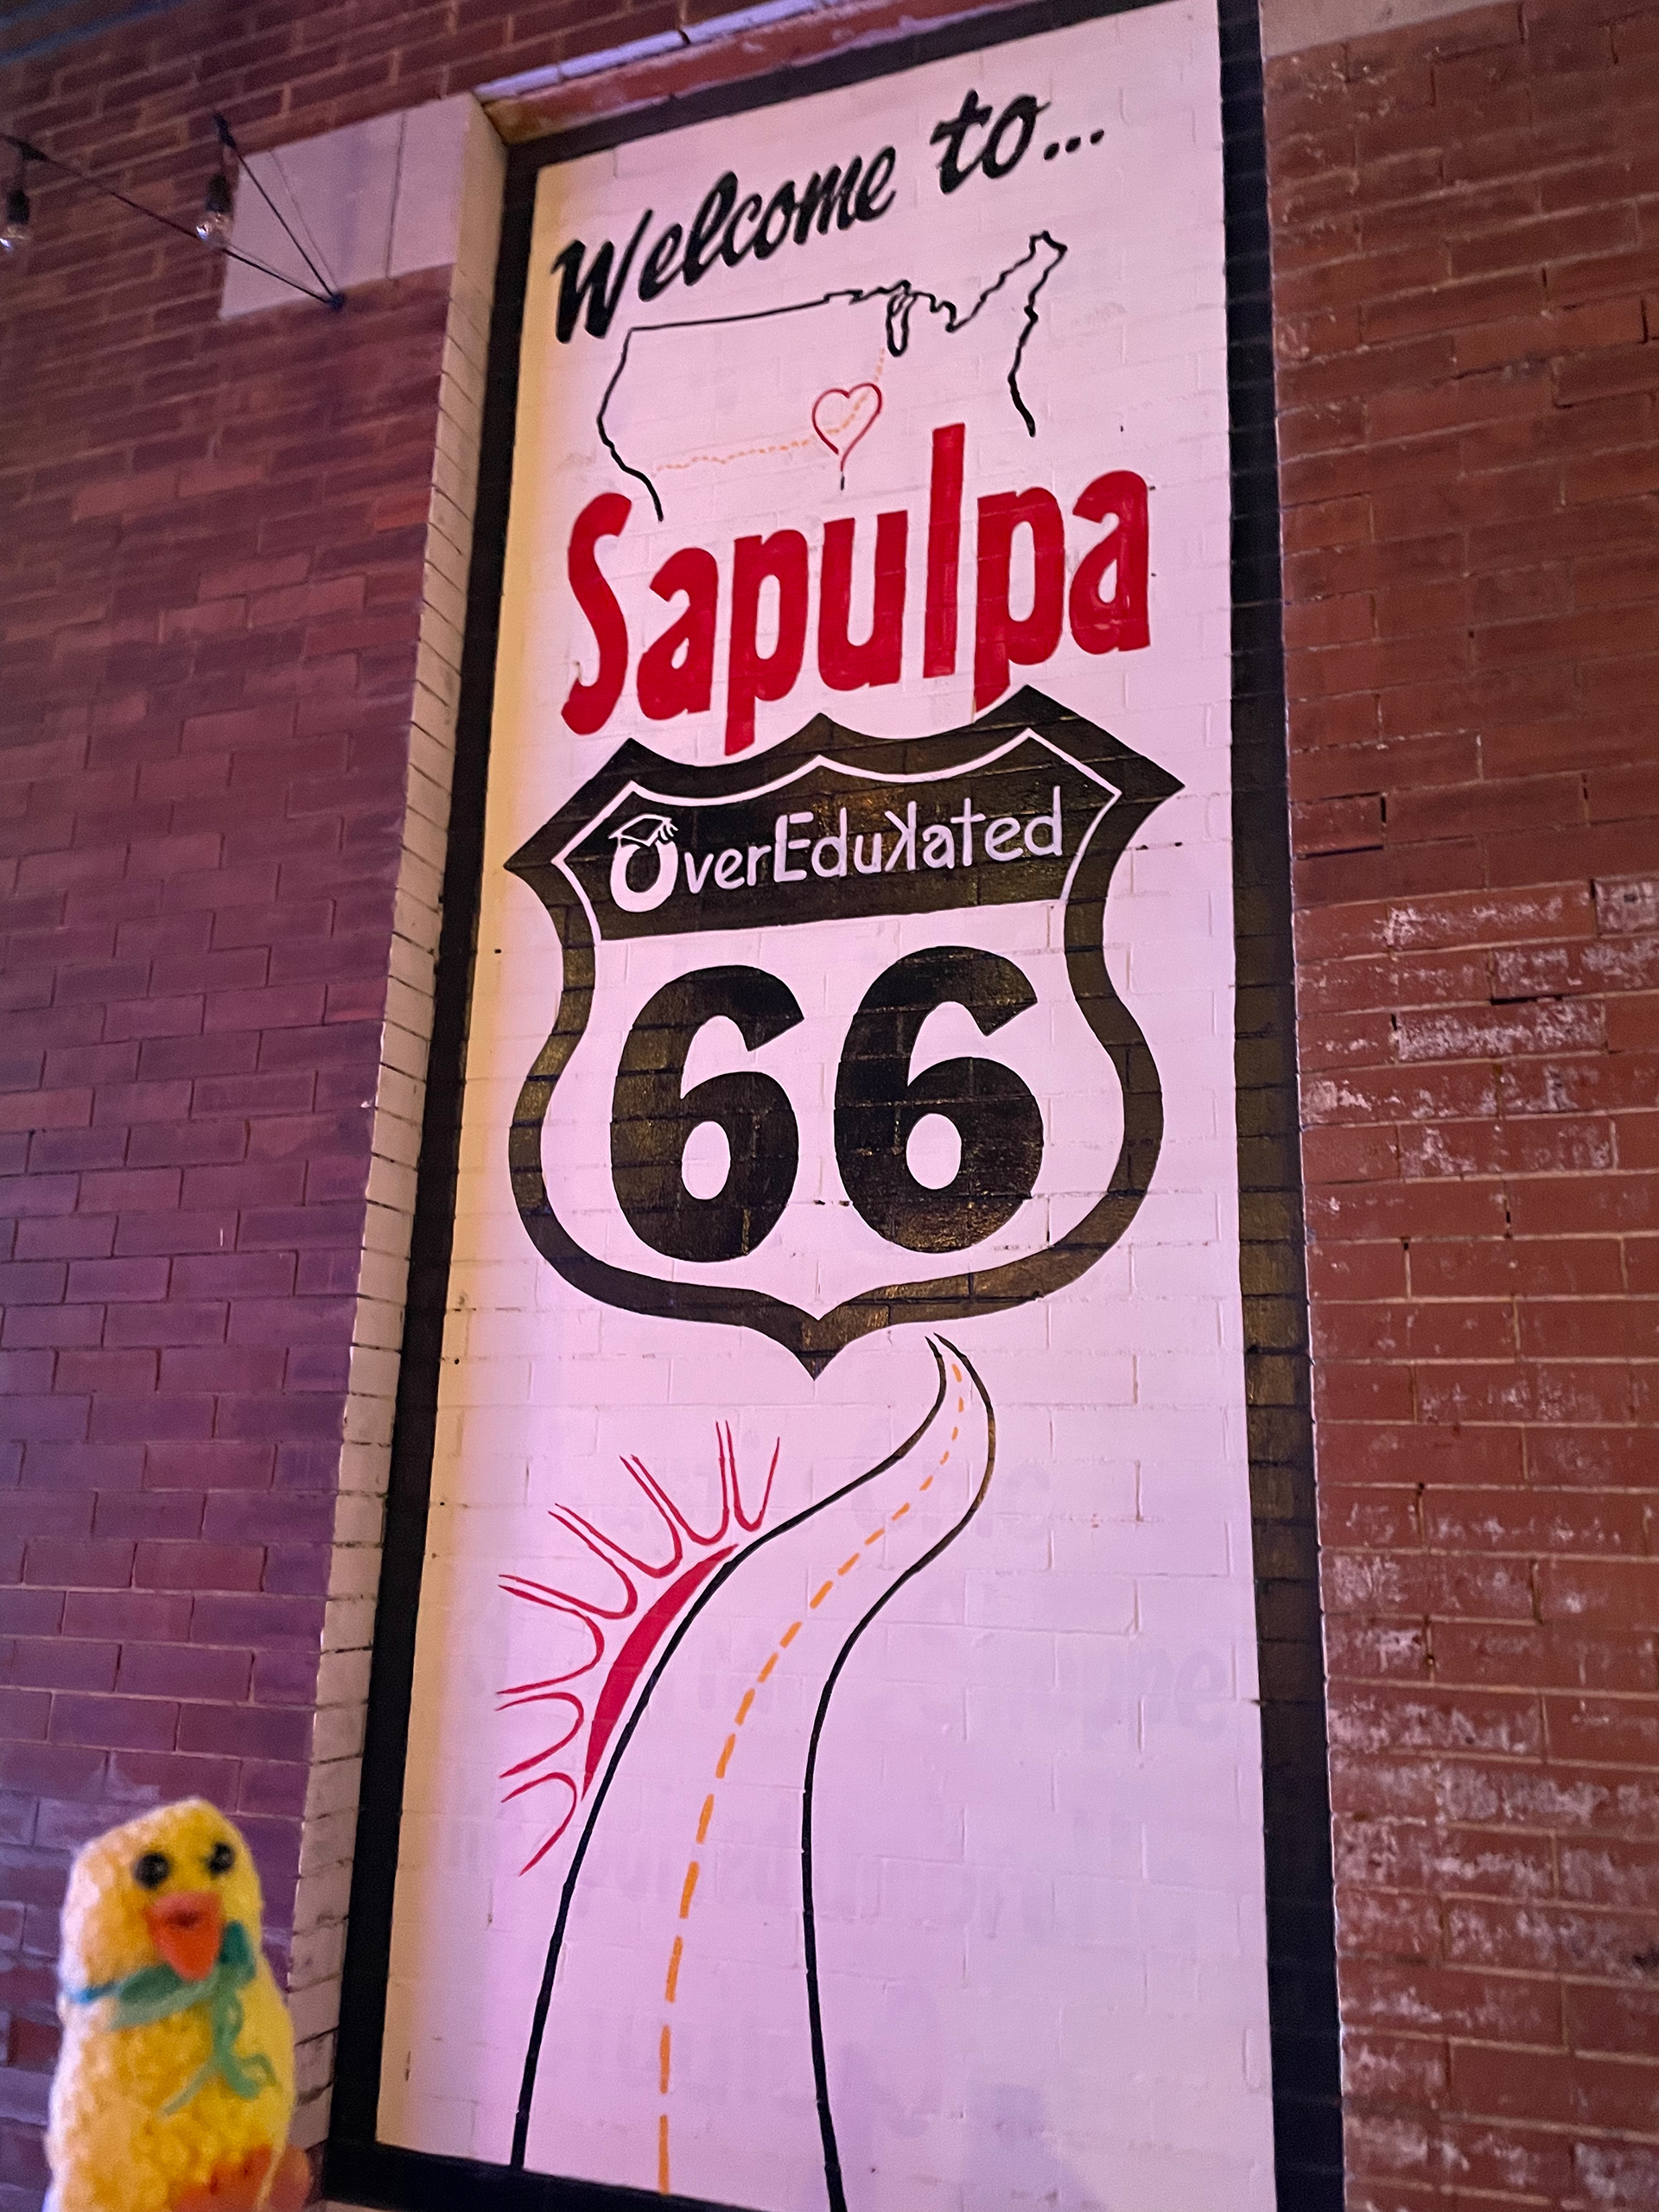 Welcome to...
Sapulpa
OverEdukated
66